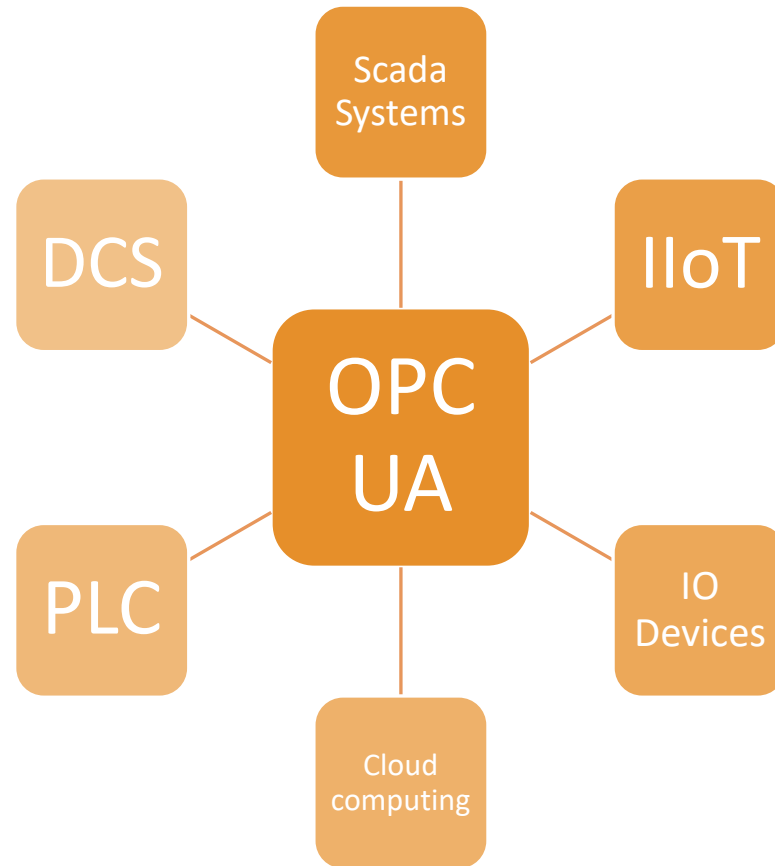 Scada
Systems
DCS
IIoT
OPC
UA
PLC
IO
Devices
Cloud
computing